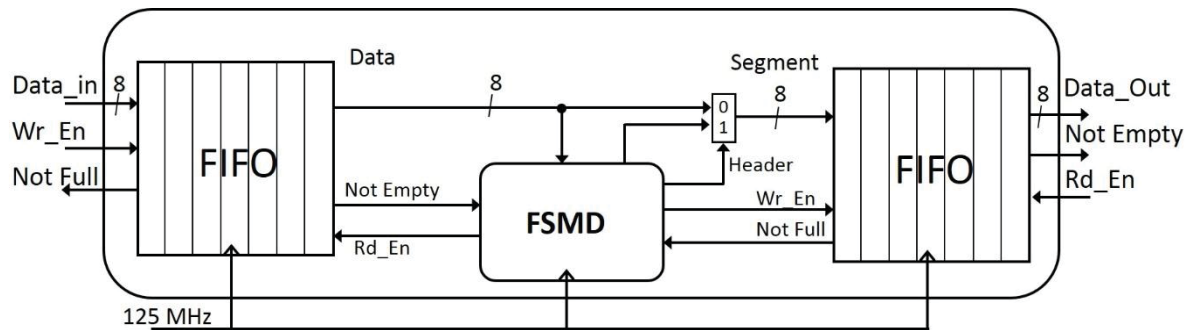 Data_in
8
Wr_En
Not Full
FIFO
Data
8
Not Empty
Rd_En
FSMD
0
1
Header
Segment
8
Wr_En
Not Full
FIFO
8
Data_Out
Not Empty
Rd_En
125 MHz